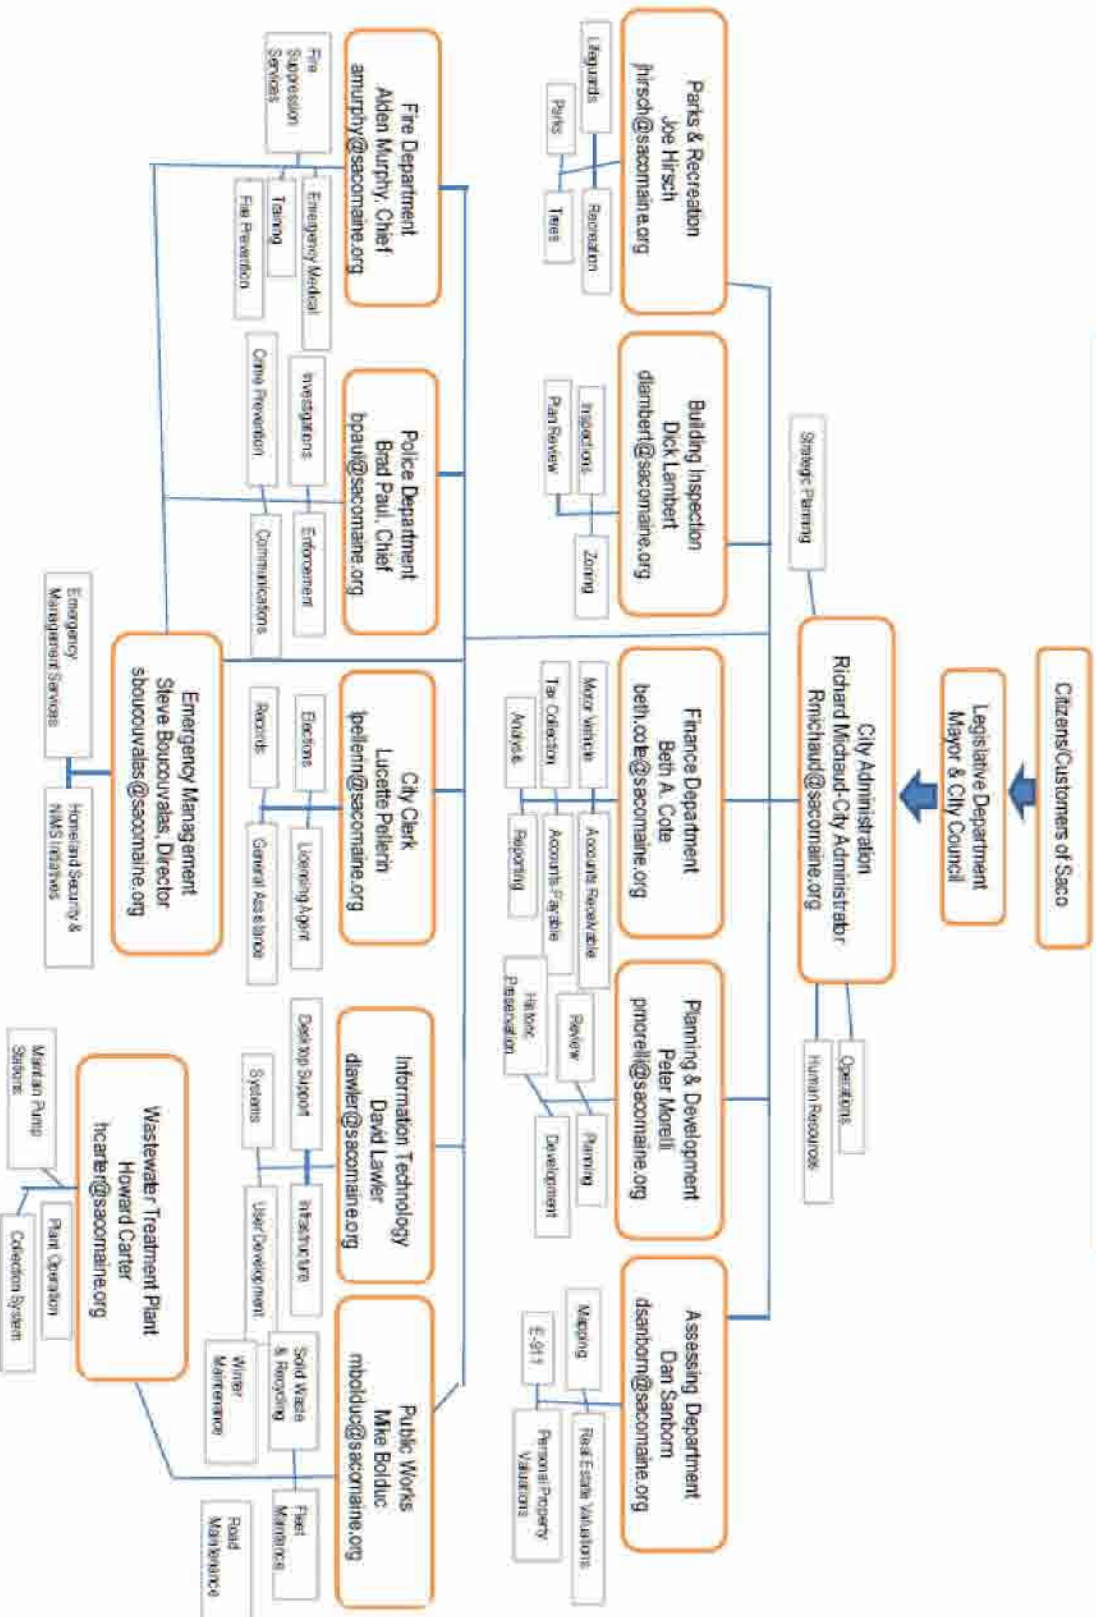 Citizens/Customers of Saco
Legislative Department
Mayor & City Council
City Administration
Richard Michaud-City Administrator
Rmichaud@sacomaine.org
Strategic Planning
Operations
Human Resources
Parks & Recreation
Joe Hirsch
jhirsch@sacomaine.org
Lifeguards
Recreation
Parks
Trees
Building Inspection
Dick Lambert
dlambert@sacomaine.org
Inspections
Zoning
Plan Review
Finance Department
Beth A. Cote
beth.cote@sacomaine.org
Motor Vehicle
Accounts Receivable
Tax Collection
Accounts Payable
Analysis
Reporting
Planning & Development
Peter Morelli
pmorelli@sacomaine.org
Review
Planning
Historic
Preservation
Development
Assessing Department
Dan Sanborn
dsanborn@sacomaine.org
Mapping
Real Estate Valuations
E-911
Personal Property
Valuations
Fire Department
Alden Murphy, Chief
amurphy@sacomaine.org
Fire
Suppression
Services
Emergency Medical
Training
Fire Prevention
Police Department
Brad Paul, Chief
bpaul@sacomaine.org
Investigations
Enforcement
Crime Prevention
Communications
City Clerk
Lucette Pellerin
lpellerin@sacomaine.org
Elections
Licensing Agent
Records
General Assistance
Information Technology
David Lawler
dlawler@sacomaine.org
Desktop Support
Infrastructure
Systems
User Development
Public Works
Mike Bolduc
mbolduc@sacomaine.org
Solid Waste
& Recycling
Fleet
Maintence
Winter
Maintenance
Road
Maintenance
Emergency Management
Steve Boucouvalas, Director
sboucouvalas@sacomaine.org
Emergency
Management Services
Homeland Security &
NIMS Initiatives
Wastewater Treatment Plant
Howard Carter
hcarter@sacomaine.org
Maintain Pump
Stations
Plant Operation
Collection System